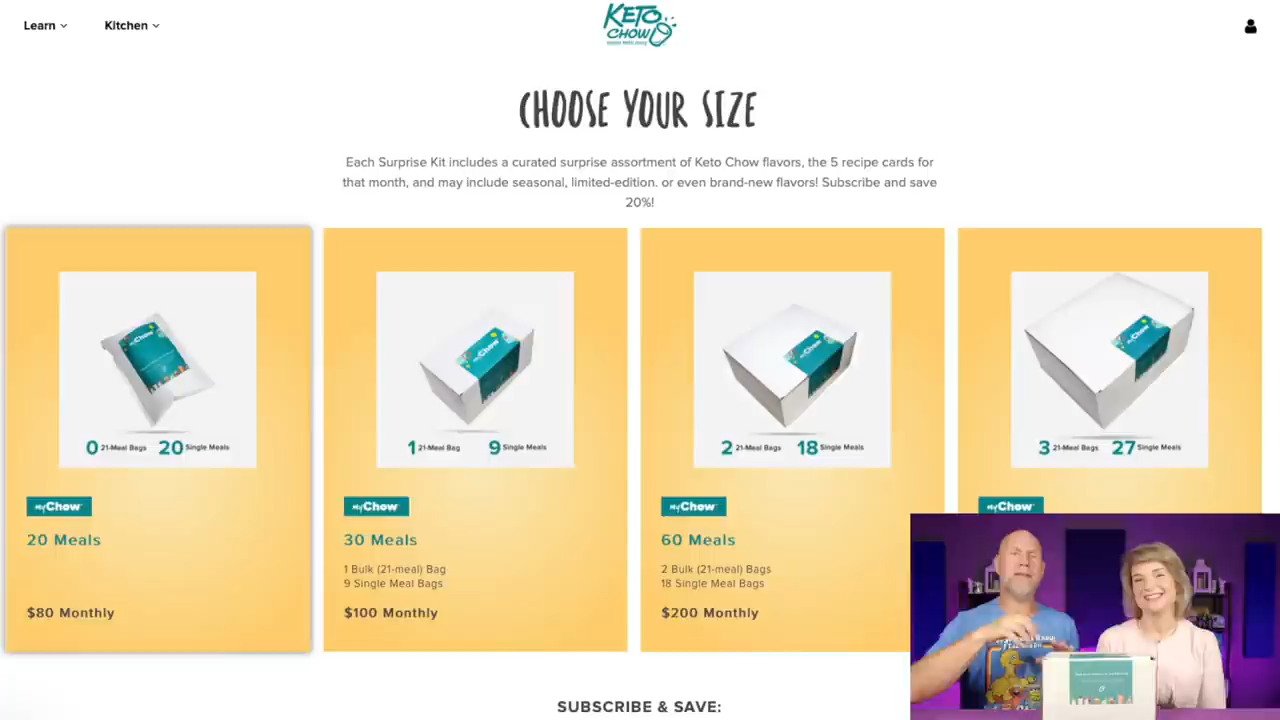 Learn
Kitchen
KETO
CHOW
CHOOSE YOUR SIZE
Each Surprise Kit includes a curated surprise assortment of Keto Chow flavors, the 5 recipe cards for
that month, and may include seasonal, limited-edition. or even brand-new flavors! Subscribe and save
20%!
0 21-Meal Bags 20 Single Meals
1 21-Meal Bag 9 Single Meals
2 21-Meal Bags 18 Single Meals
3 21-Meal Bags 27 Single Meals
MyChow
MyChow
MyChow
MyChow
20 Meals
30 Meals
60 Meals
1 Bulk (21-meal) Bag
9 Single Meal Bags
2 Bulk (21-meal) Bags
18 Single Meal Bags
$80 Monthly
$100 Monthly
$200 Monthly
SUBSCRIBE & SAVE: